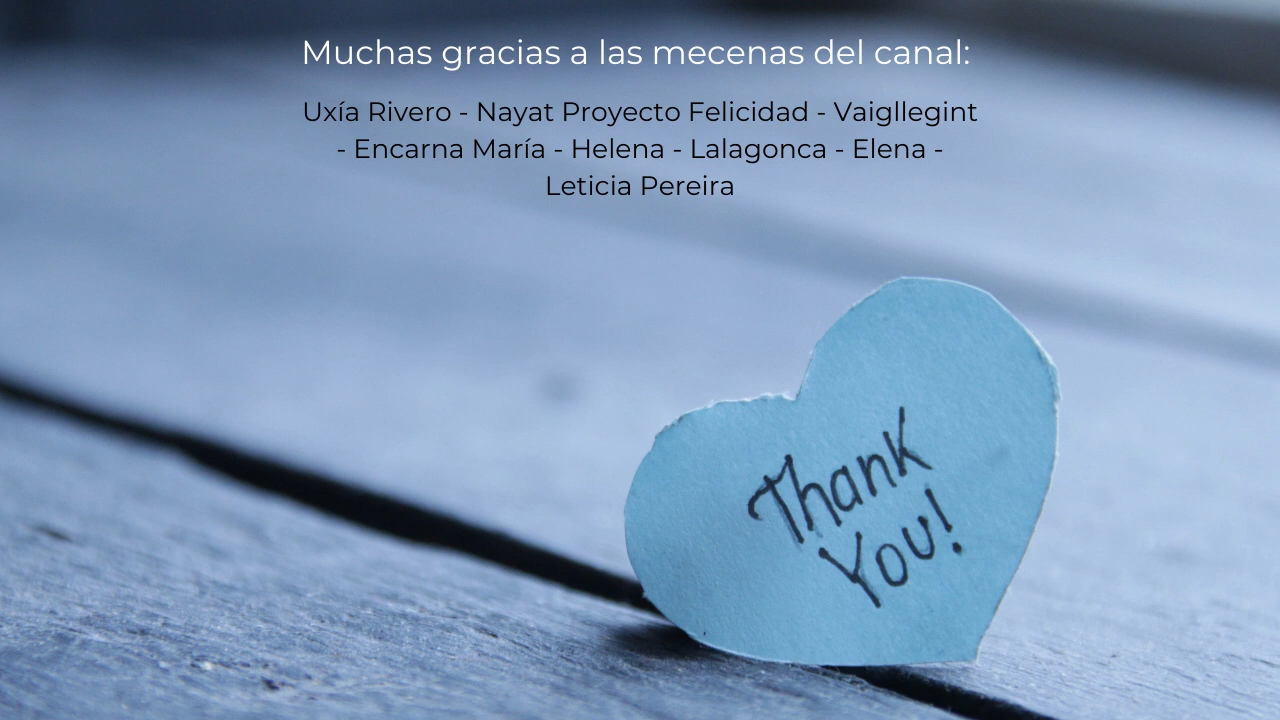 Muchas gracias a las mecenas del canal:
Uxía Rivero - Nayat Proyecto Felicidad - Vaigllegint
- Encarna María - Helena - Lalagonca - Elena -
Leticia Pereira
Thank
You!